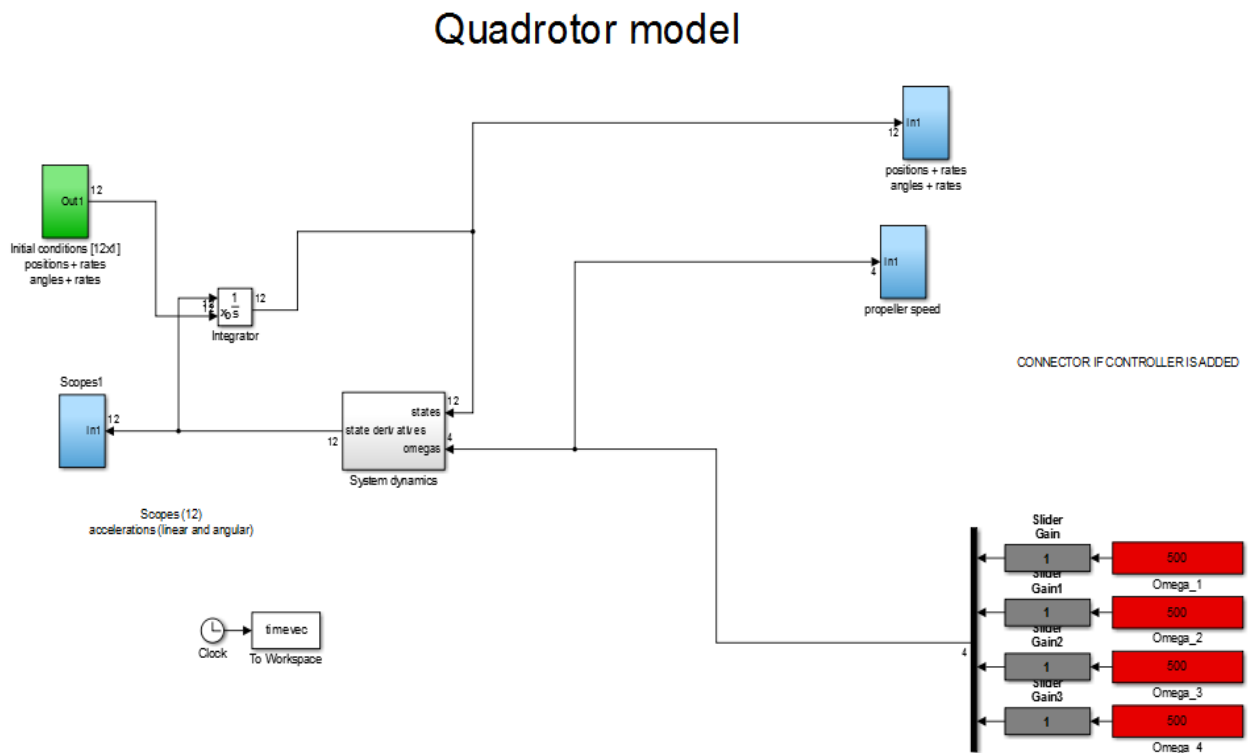 Quadrotor model
In1
12
positions + rates
angles + rates
12
Out1
Initial conditions [12x1]
positions + rates
angles + rates
In1
4
propeller speed
1
s
xo
12
Integrator
CONNECTOR IF CONTROLLER IS ADDED
Scopes1
12
In1
states
12
state derivatives
12
4
omegas
System dynamics
Scopes (12)
accelerations (linear and angular)
Slider
Gain
1
500
Omega_1
Slider
Gain1
1
500
Omega_2
Slider
Gain2
1
500
Omega_3
Slider
Gain3
1
500
Omega_4
4
timevec
Clock
To Workspace